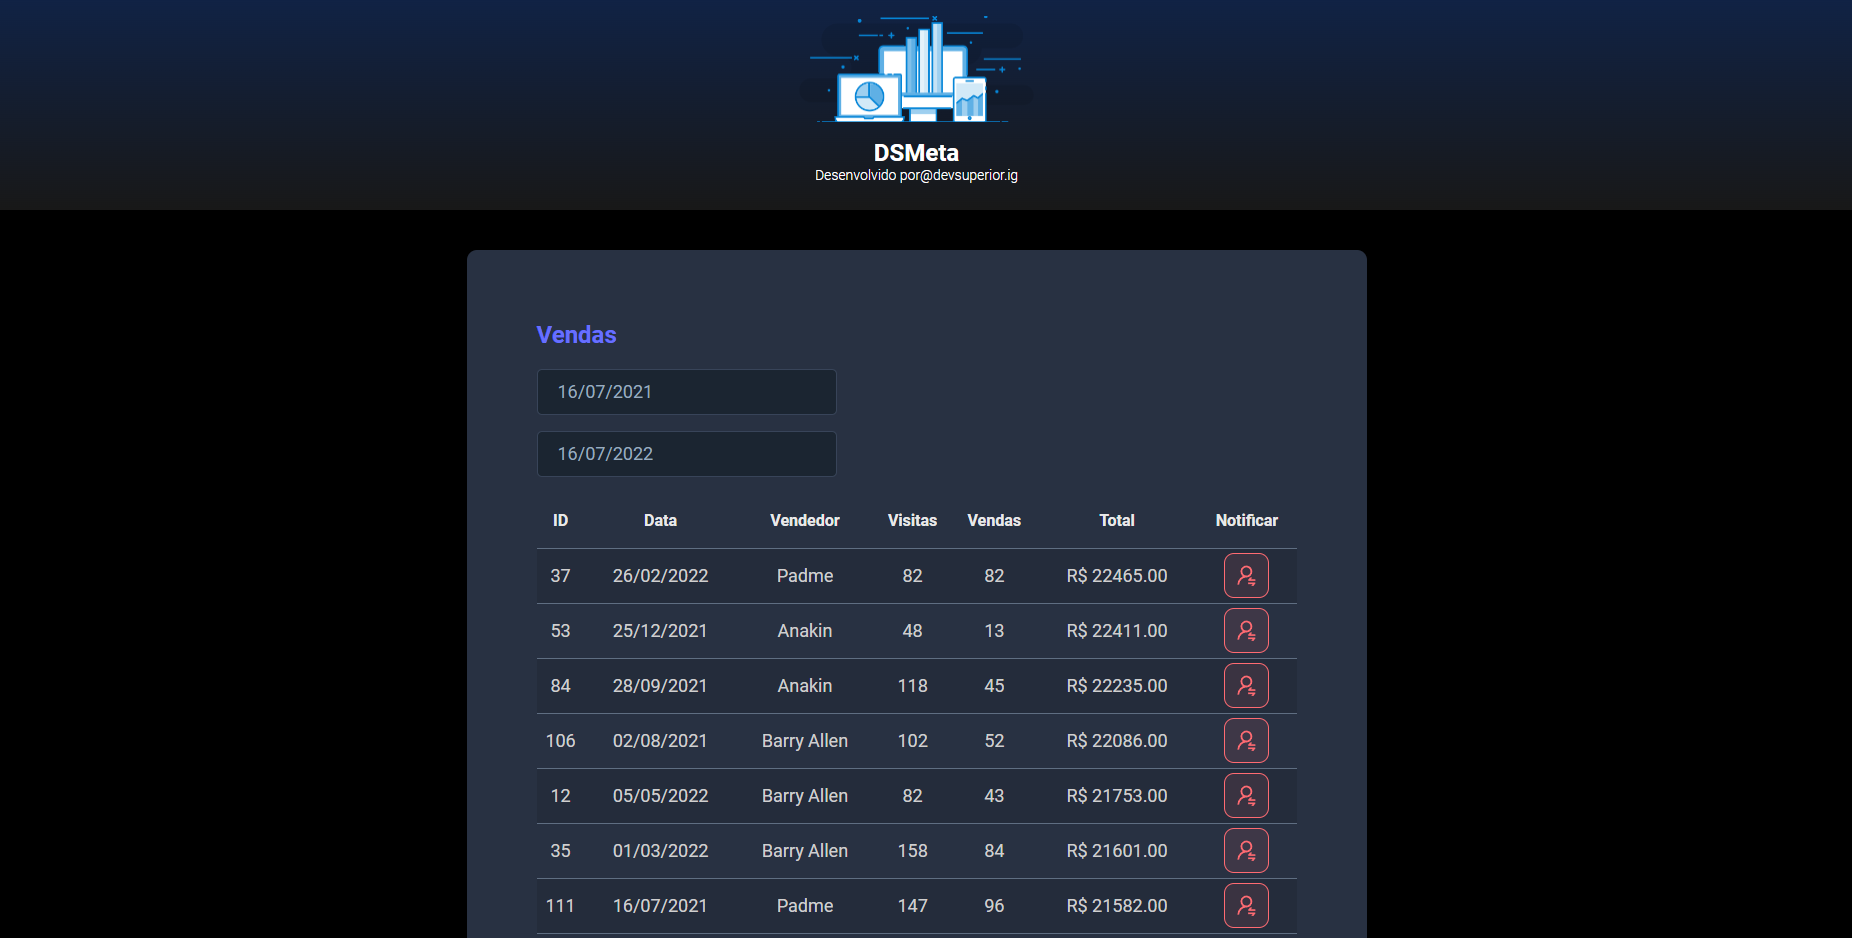 DSMeta
Desenvolvido por@devsuperior.ig
Vendas
16/07/2021
16/07/2022
ID Data Vendedor Visitas Vendas Total Notificar
37 26/02/2022 Padme 82 82 R$ 22465.00
53 25/12/2021 Anakin 48 13 R$ 22411.00
84 28/09/2021 Anakin 118 45 R$ 22235.00
106 02/08/2021 Barry Allen 102 52 R$ 22086.00
12 05/05/2022 Barry Allen 82 43 R$ 21753.00
35 01/03/2022 Barry Allen 158 84 R$ 21601.00
111 16/07/2021 Padme 147 96 R$ 21582.00